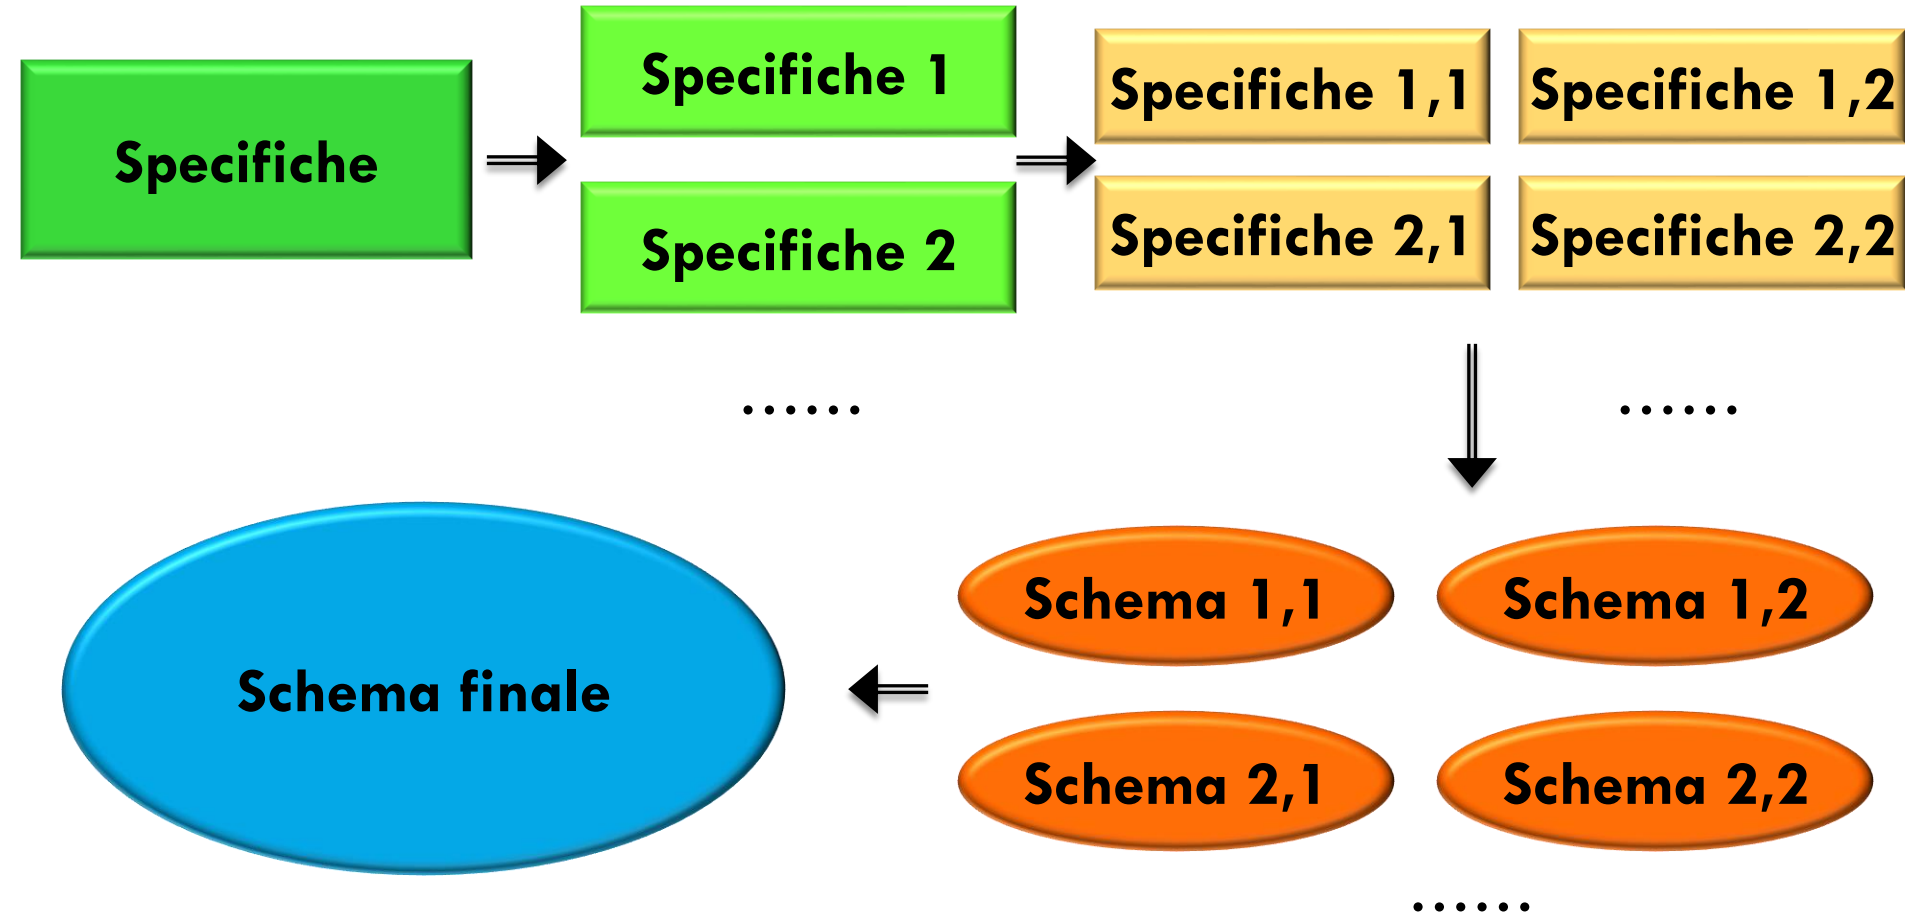 Specifiche
Specifiche 1
Specifiche 2
Specifiche 1,1
Specifiche 1,2
Specifiche 2,1
Specifiche 2,2
......
......
Schema 1,1
Schema 1,2
Schema 2,1
Schema 2,2
......
Schema finale